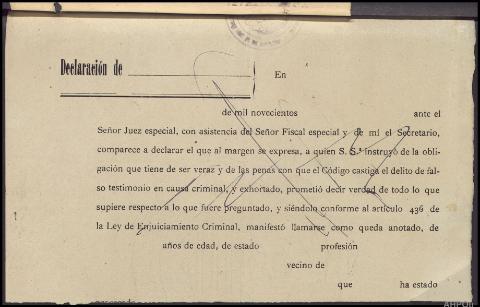 Declaración de
En
de mil novecientos ante el
Señor Juez especial, con asistencia del Señor Fiscal especial y de mí el Secretario,
comparece a declarar el que al margen se expresa, a quien S. S.ª instruyó de la obli-
gación que tiene de ser veraz y de las penas con que el Código castiga el delito de fal-
so testimonio en causa criminal, y exhortado, prometió decir verdad de todo lo que
supiere respecto a lo que fuere preguntado, y siéndolo conforme al artículo 436 de
la Ley de Enjuiciamiento Criminal, manifestó llamarse como queda anotado, de
años de edad, de estado profesión
vecino de
que ha estado